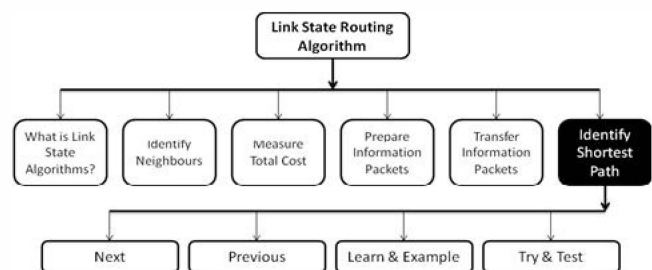 Link State Routing
Algorithm
What is Link
State
Algorithms?
Identify
Neighbours
Measure
Total Cost
Prepare
Information
Packets
Transfer
Information
Packets
Identify
Shortest
Path
Next
Previous
Learn & Example
Try & Test